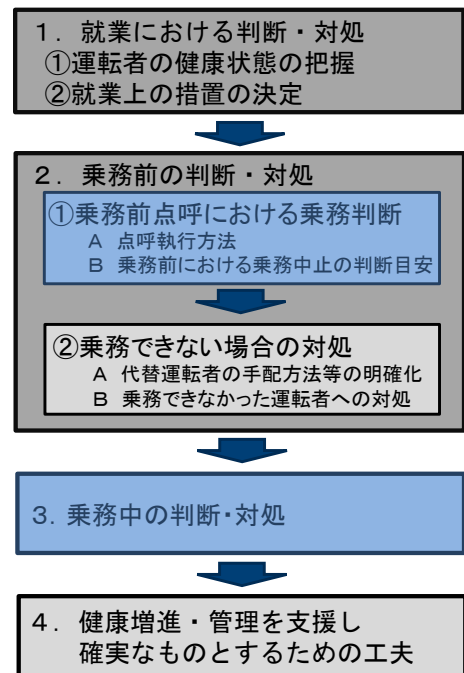 １．就業における判断・対処
①運転者の健康状態の把握
②就業上の措置の決定
２．乗務前の判断・対処
①乗務前点呼における乗務判断
Ａ 点呼執行方法
Ｂ 乗務前における乗務中止の判断目安
②乗務できない場合の対処
Ａ 代替運転者の手配方法等の明確化
Ｂ 乗務できなかった運転者への対処
３．乗務中の判断・対処
４．健康増進・管理を支援し
確実なものとするための工夫